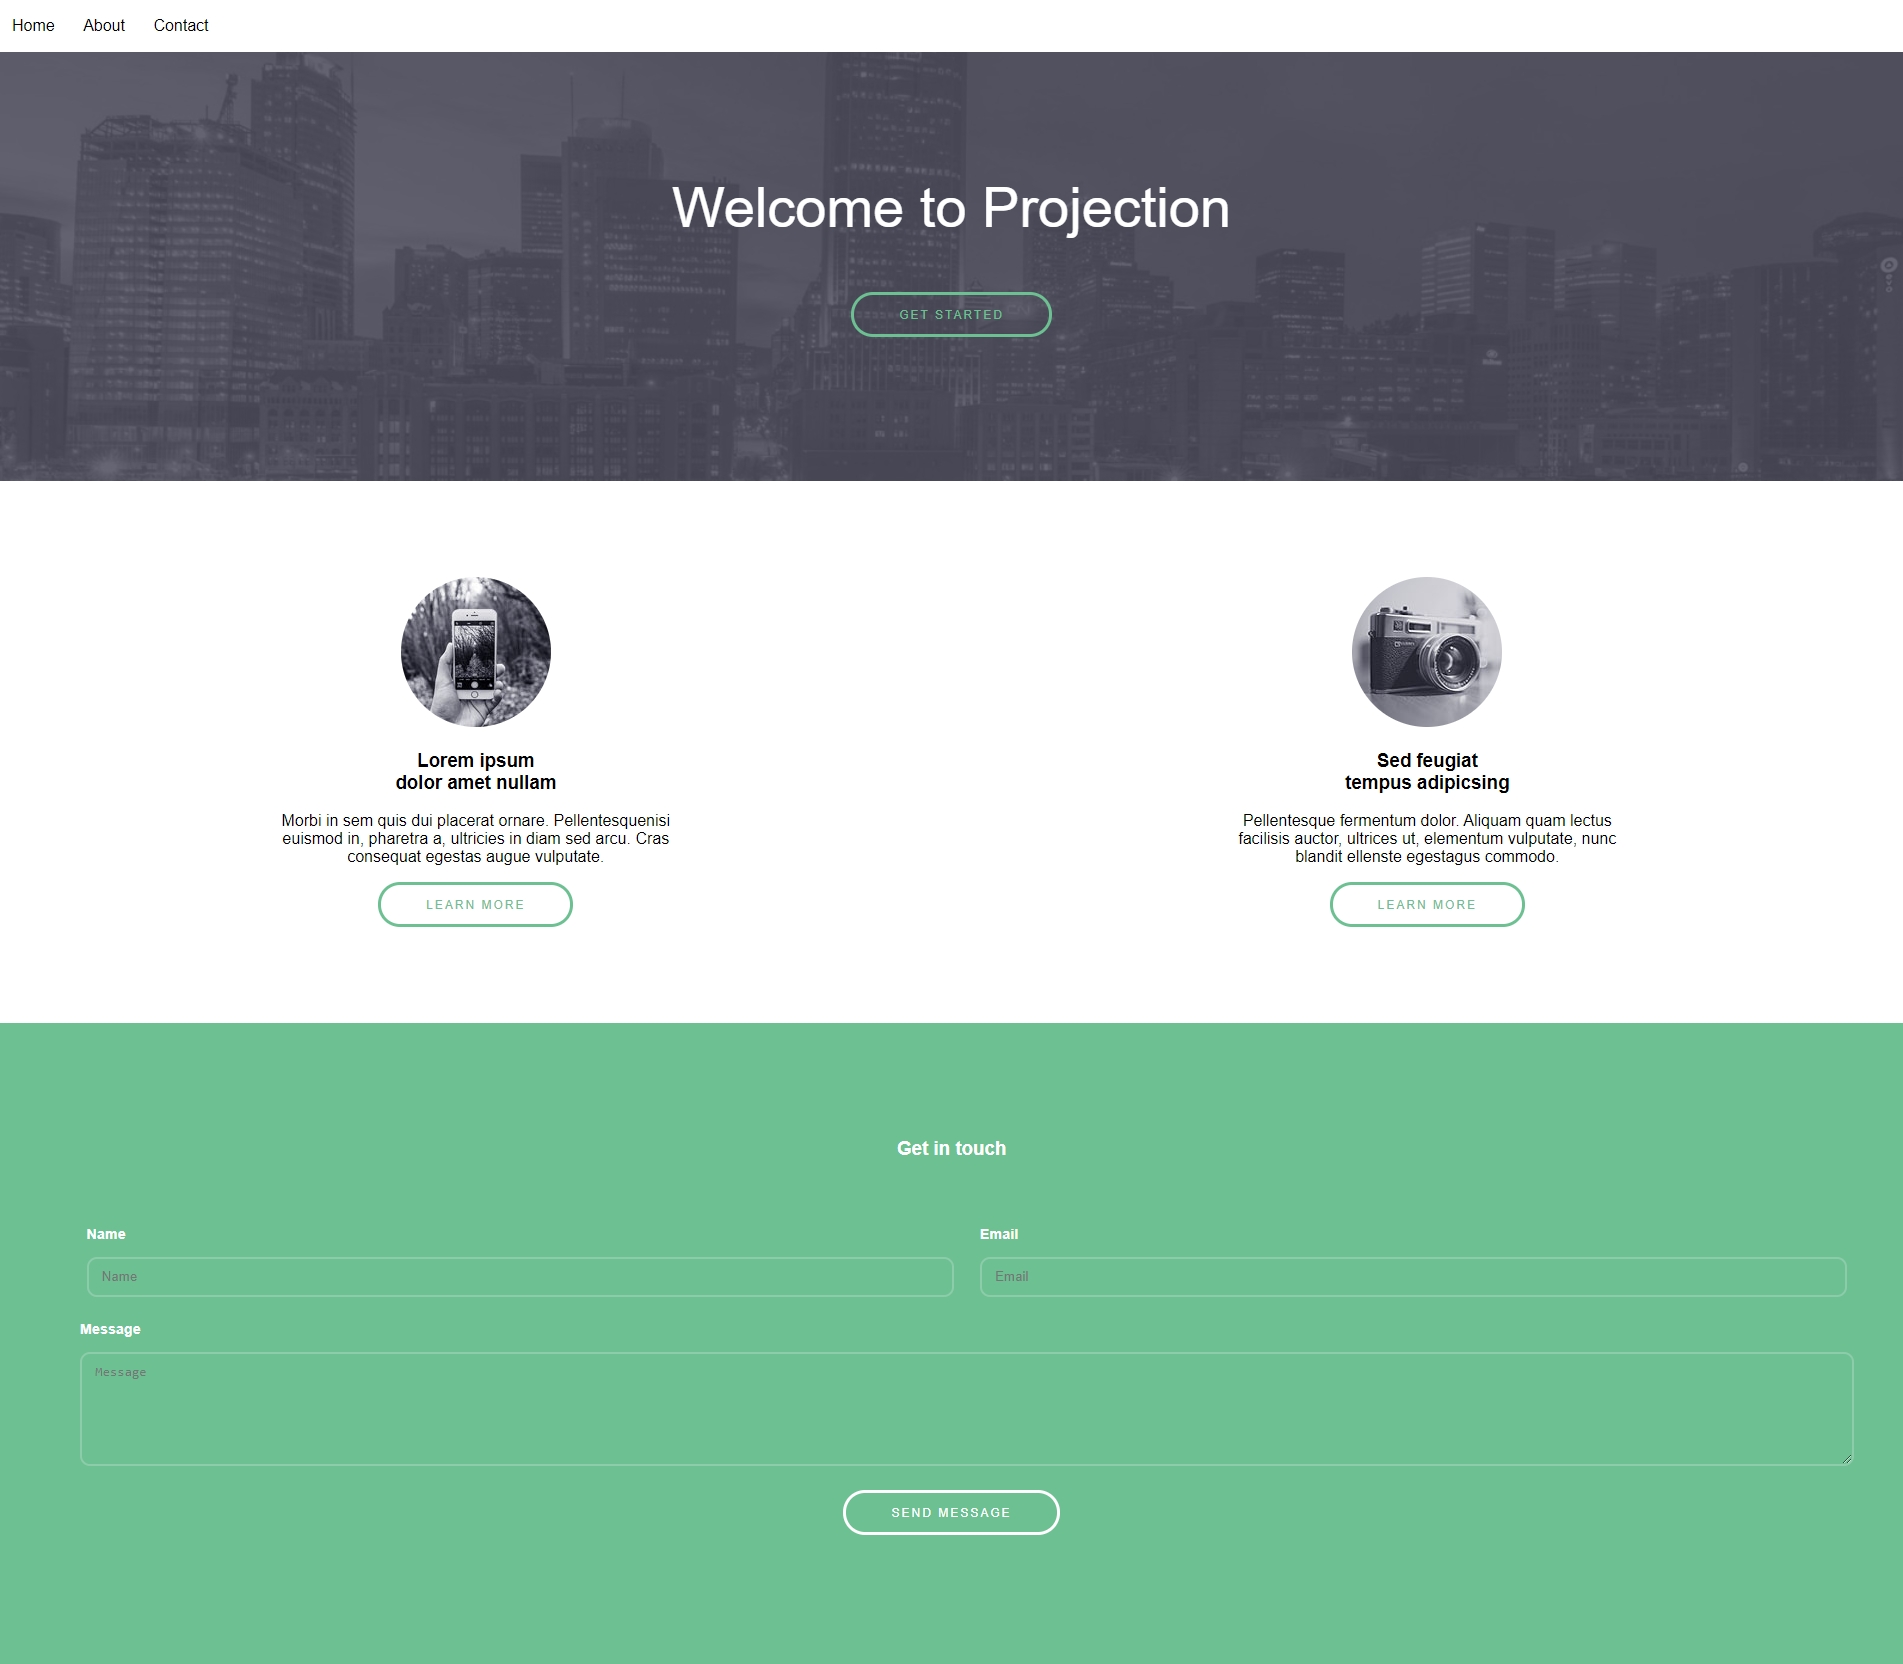 Home About Contact
Welcome to Projection
GET STARTED
Lorem ipsum
dolor amet nullam
Morbi in sem quis dui placerat ornare. Pellentesquenisi
euismod in, pharetra a, ultricies in diam sed arcu. Cras
consequat egestas augue vulputate.
LEARN MORE
Sed feugiat
tempus adipicsing
Pellentesque fermentum dolor. Aliquam quam lectus
facilisis auctor, ultrices ut, elementum vulputate, nunc
blandit ellenste egestagus commodo.
LEARN MORE
Get in touch
Name
Name
Email
Email
Message
Message
SEND MESSAGE